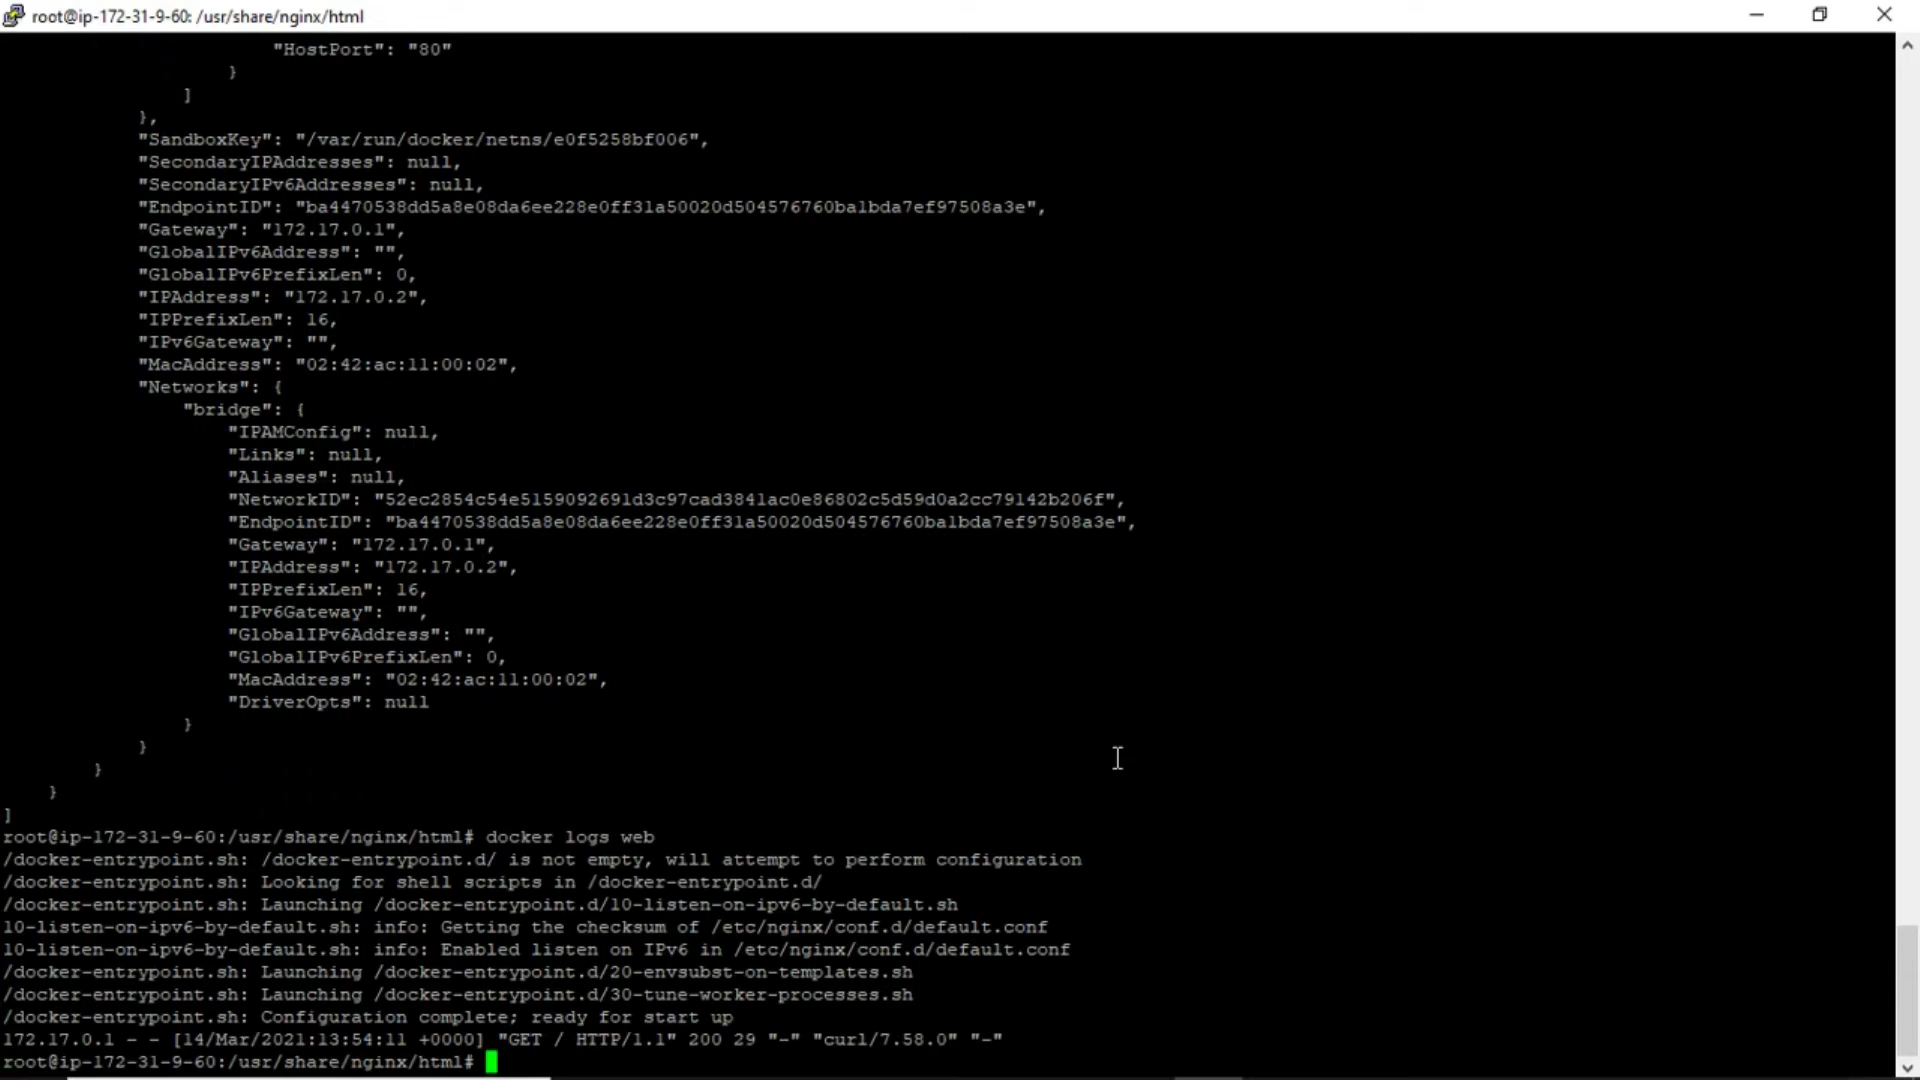 root@ip-172-31-9-60: /usr/share/nginx/html
"HostPort": "80"
}
]
},
"SandboxKey": "/var/run/docker/netns/e0f5258bf006",
"SecondaryIPAddresses": null,
"SecondaryIPv6Addresses": null,
"EndpointID": "ba4470538dd5a8e08da6ee228e0ff31a50020d504576760ba1bda7ef97508a3e",
"Gateway": "172.17.0.1",
"GlobalIPv6Address": "",
"GlobalIPv6PrefixLen": 0,
"IPAddress": "172.17.0.2",
"IPPrefixLen": 16,
"IPv6Gateway": "",
"MacAddress": "02:42:ac:11:00:02",
"Networks": {
"bridge": {
"IPAMConfig": null,
"Links": null,
"Aliases": null,
"NetworkID": "52ec2854c54e5159092691d3c97cad3841ac0e86802c5d59d0a2cc79142b206f",
"EndpointID": "ba4470538dd5a8e08da6ee228e0ff31a50020d504576760ba1bda7ef97508a3e",
"Gateway": "172.17.0.1",
"IPAddress": "172.17.0.2",
"IPPrefixLen": 16,
"IPv6Gateway": "",
"GlobalIPv6Address": "",
"GlobalIPv6PrefixLen": 0,
"MacAddress": "02:42:ac:11:00:02",
"DriverOpts": null
}
}
}
}
]
root@ip-172-31-9-60:/usr/share/nginx/html# docker logs web
/docker-entrypoint.sh: /docker-entrypoint.d/ is not empty, will attempt to perform configuration
/docker-entrypoint.sh: Looking for shell scripts in /docker-entrypoint.d/
/docker-entrypoint.sh: Launching /docker-entrypoint.d/10-listen-on-ipv6-by-default.sh
10-listen-on-ipv6-by-default.sh: info: Getting the checksum of /etc/nginx/conf.d/default.conf
10-listen-on-ipv6-by-default.sh: info: Enabled listen on IPv6 in /etc/nginx/conf.d/default.conf
/docker-entrypoint.sh: Launching /docker-entrypoint.d/20-envsubst-on-templates.sh
/docker-entrypoint.sh: Launching /docker-entrypoint.d/30-tune-worker-processes.sh
/docker-entrypoint.sh: Configuration complete; ready for start up
172.17.0.1 - - [14/Mar/2021:13:54:11 +0000] "GET / HTTP/1.1" 200 29 "-" "curl/7.58.0" "-"
root@ip-172-31-9-60:/usr/share/nginx/html#